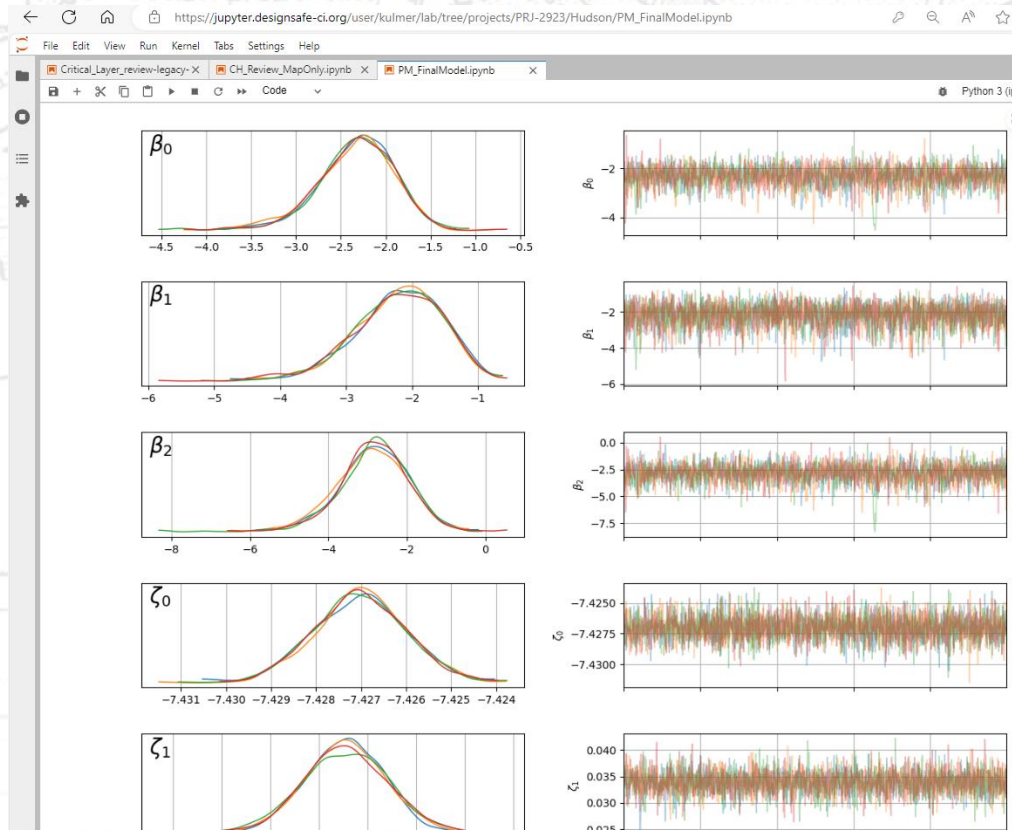 https://jupyter.designsafe-ci.org/user/kulmer/lab/tree/projects/PRJ-2923/Hudson/PM_FinalModel.ipynb
File Edit View Run Kernel Tabs Settings Help
Critical_Layer_review-legacy- CH_Review_MapOnly.ipynb PM_FinalModel.ipynb
Code Python 3 (i
β0
−4.5 −4.0 −3.5 −3.0 −2.5 −2.0 −1.5 −1.0 −0.5
β0
−2
−4
β1
−6 −5 −4 −3 −2 −1
β1
−2
−4
−6
β2
−8 −6 −4 −2 0
β2
0.0
−2.5
−5.0
−7.5
ζ0
−7.431 −7.430 −7.429 −7.428 −7.427 −7.426 −7.425 −7.424
ζ0
−7.4250
−7.4275
−7.4300
ζ1
ζ1
0.040
0.035
0.030
0.025